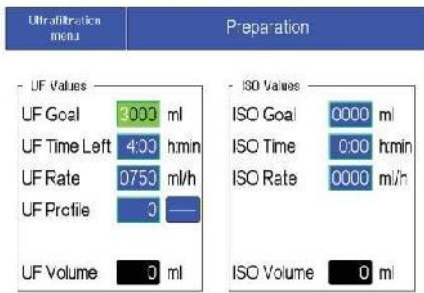 Ultrafiltration menu
Preparation
UF Values
UF Goal 3000 ml
UF Time Left 4:00 h:min
UF Rate 0750 ml/h
UF Profile 0
UF Volume 0 ml
ISO Values
ISO Goal 0000 ml
ISO Time 0:00 h:min
ISO Rate 0000 ml/h
ISO Volume 0 ml